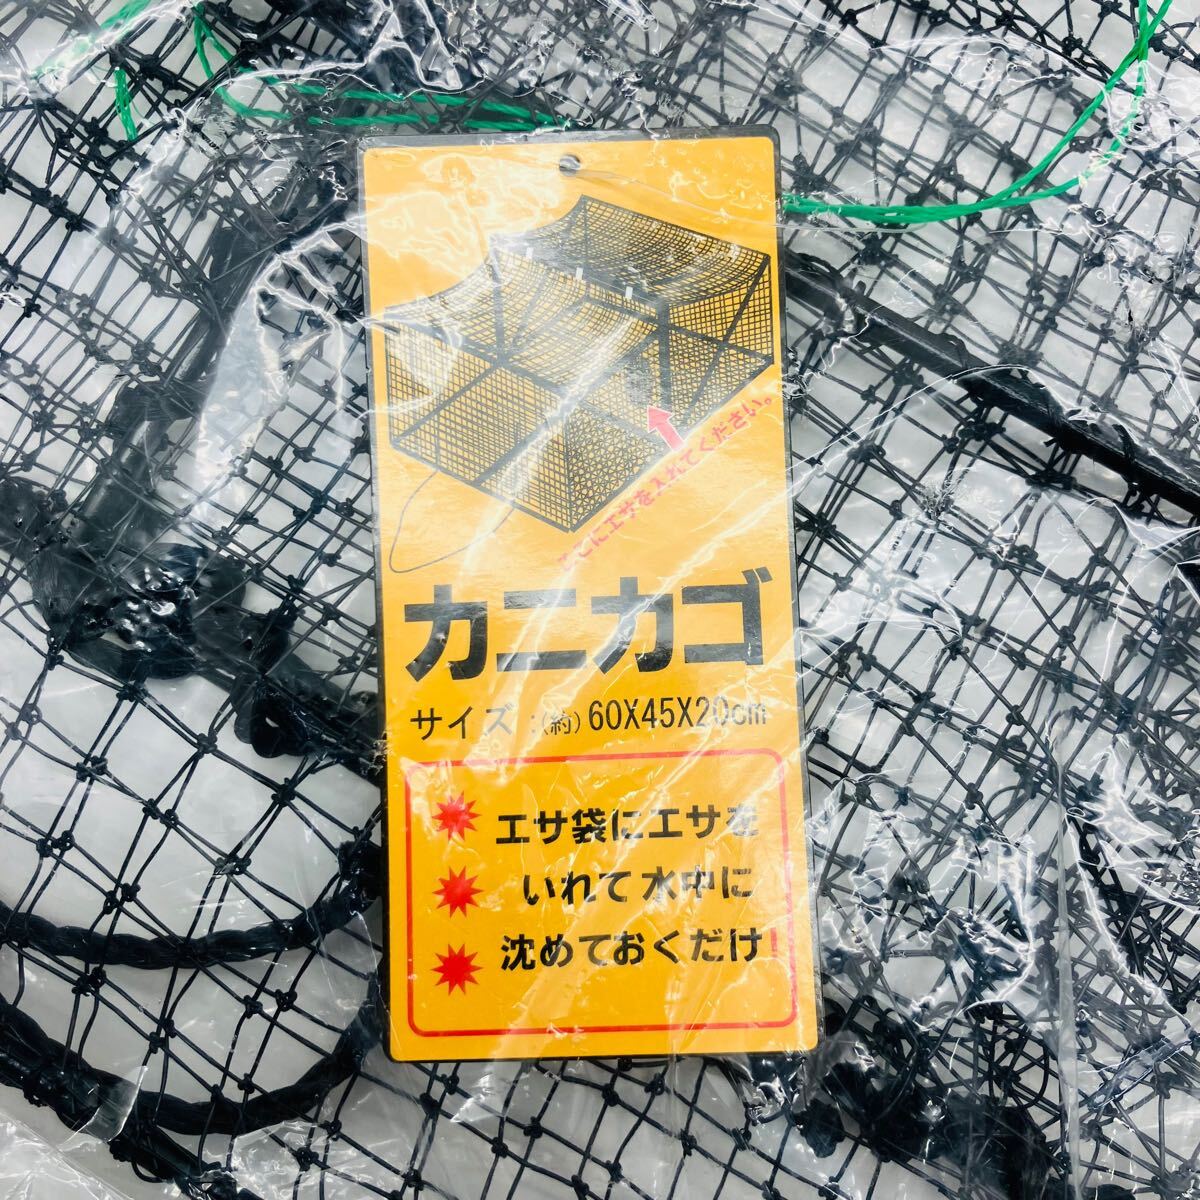 ここにエサを入れてください。
カニカゴ
サイズ:(約)60X45X20cm
エサ袋にエサを
いれて水中に
沈めておくだけ!